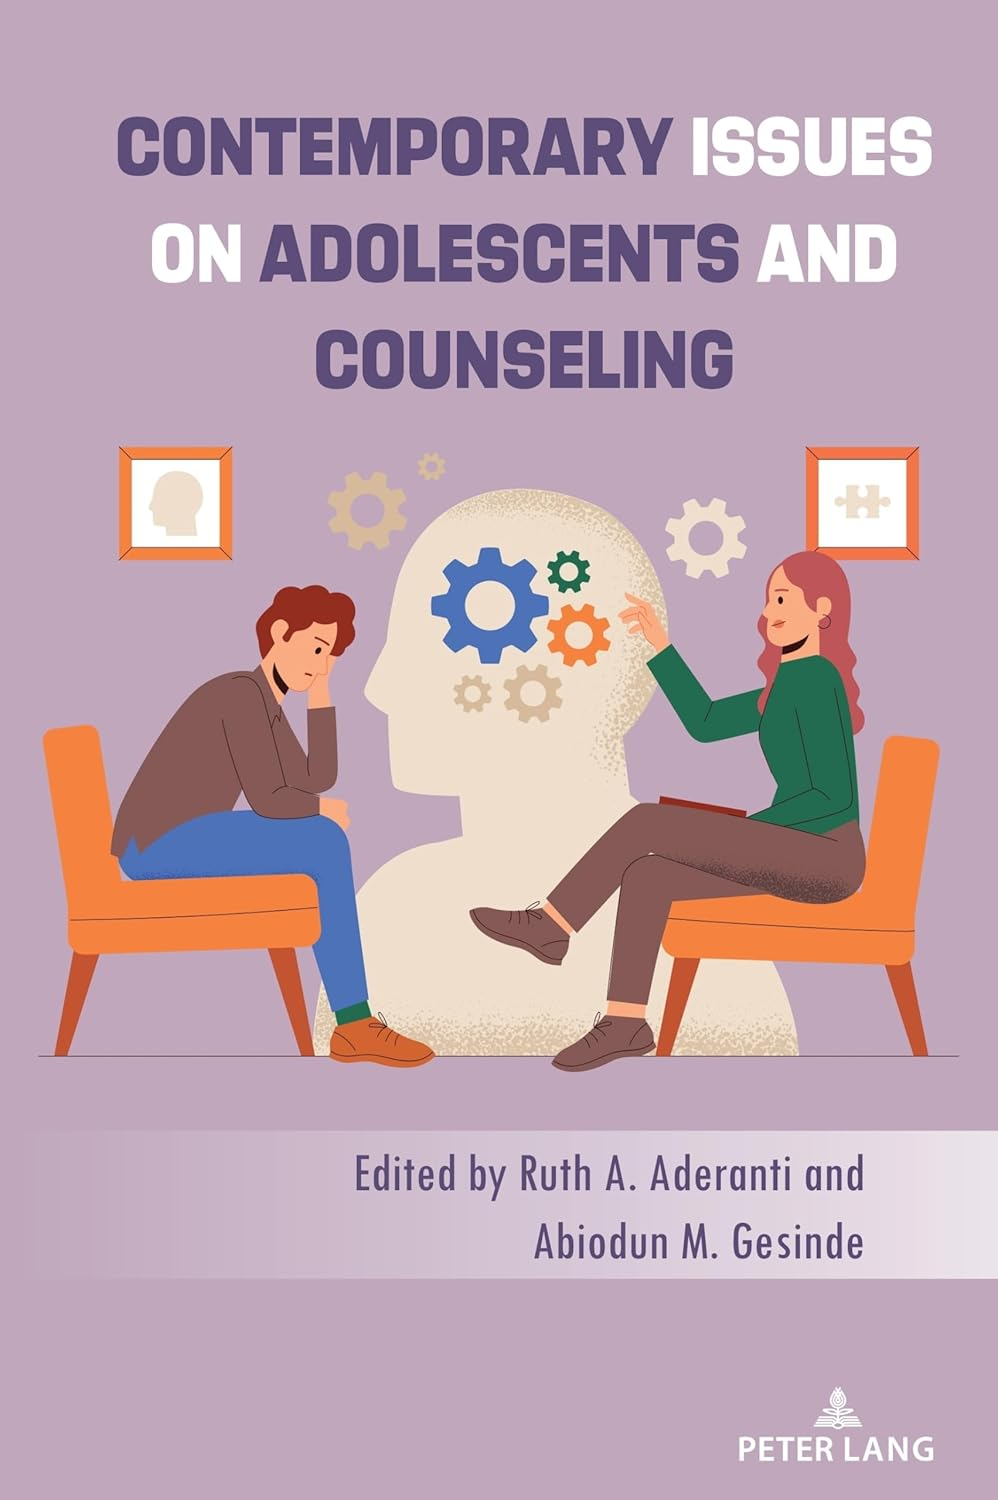 CONTEMPORARY ISSUES
ON ADOLESCENTS AND
COUNSELING
Edited by Ruth A. Aderanti and
Abiodun M. Gesinde
PETER LANG